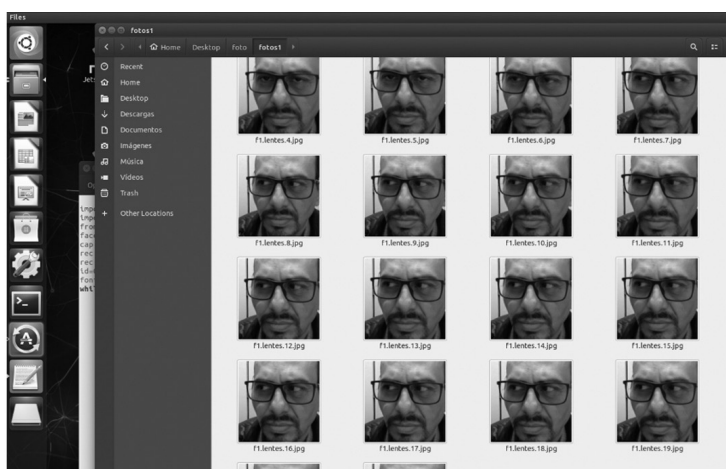 Files
fotos1
Home Desktop foto fotos1
Recent
Home
Desktop
Descargas
Documentos
Imágenes
Música
Vídeos
Trash
Other Locations
f1.lentes.4.jpg f1.lentes.5.jpg f1.lentes.6.jpg f1.lentes.7.jpg
f1.lentes.8.jpg f1.lentes.9.jpg f1.lentes.10.jpg f1.lentes.11.jpg
f1.lentes.12.jpg f1.lentes.13.jpg f1.lentes.14.jpg f1.lentes.15.jpg
f1.lentes.16.jpg f1.lentes.17.jpg f1.lentes.18.jpg f1.lentes.19.jpg